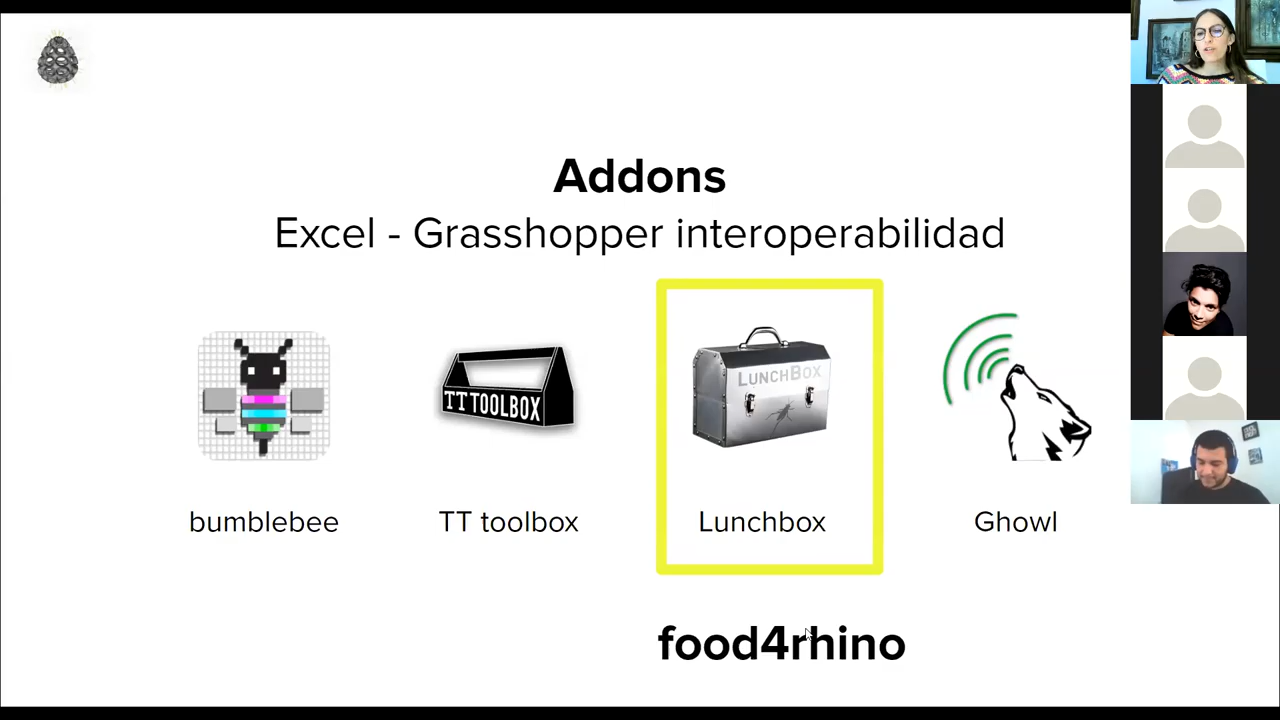 Addons
Excel - Grasshopper interoperabilidad
TT TOOLBOX
LUNCHBOX
bumblebee
TT toolbox
Lunchbox
Ghowl
food4rhino